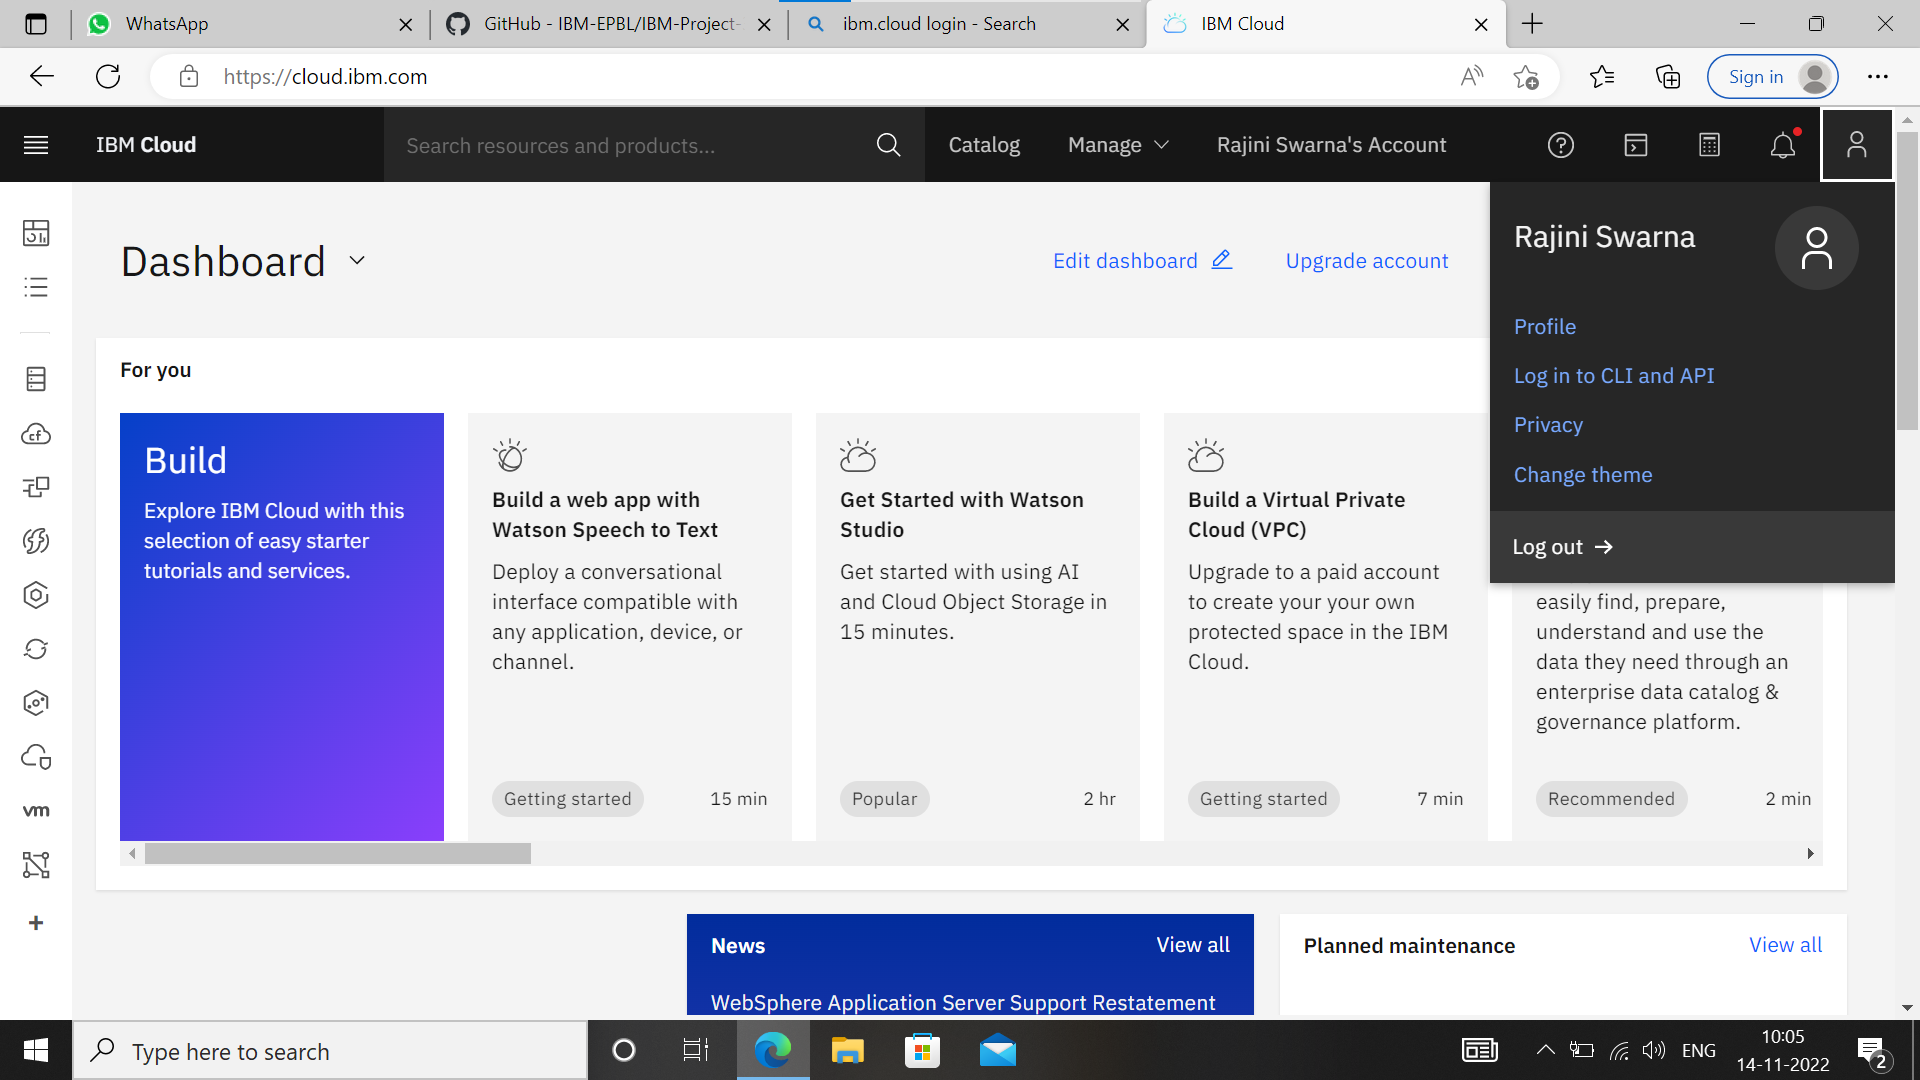 WhatsApp
GitHub - IBM-EPBL/IBM-Project-
ibm.cloud login - Search
IBM Cloud
https://cloud.ibm.com
Sign in
IBM Cloud
Search resources and products...
Catalog
Manage
Rajini Swarna's Account
Rajini Swarna
Profile
Log in to CLI and API
Privacy
Change theme
Log out
Dashboard
Edit dashboard
Upgrade account
For you
Build
Explore IBM Cloud with this
selection of easy starter
tutorials and services.
Build a web app with
Watson Speech to Text
Deploy a conversational
interface compatible with
any application, device, or
channel.
Getting started
15 min
Get Started with Watson
Studio
Get started with using AI
and Cloud Object Storage in
15 minutes.
Popular
2 hr
Build a Virtual Private
Cloud (VPC)
Upgrade to a paid account
to create your your own
protected space in the IBM
Cloud.
Getting started
7 min
easily find, prepare,
understand and use the
data they need through an
enterprise data catalog &
governance platform.
Recommended
2 min
cf
vm
News
View all
WebSphere Application Server Support Restatement
Planned maintenance
View all
Type here to search
ENG
10:05
14-11-2022
2